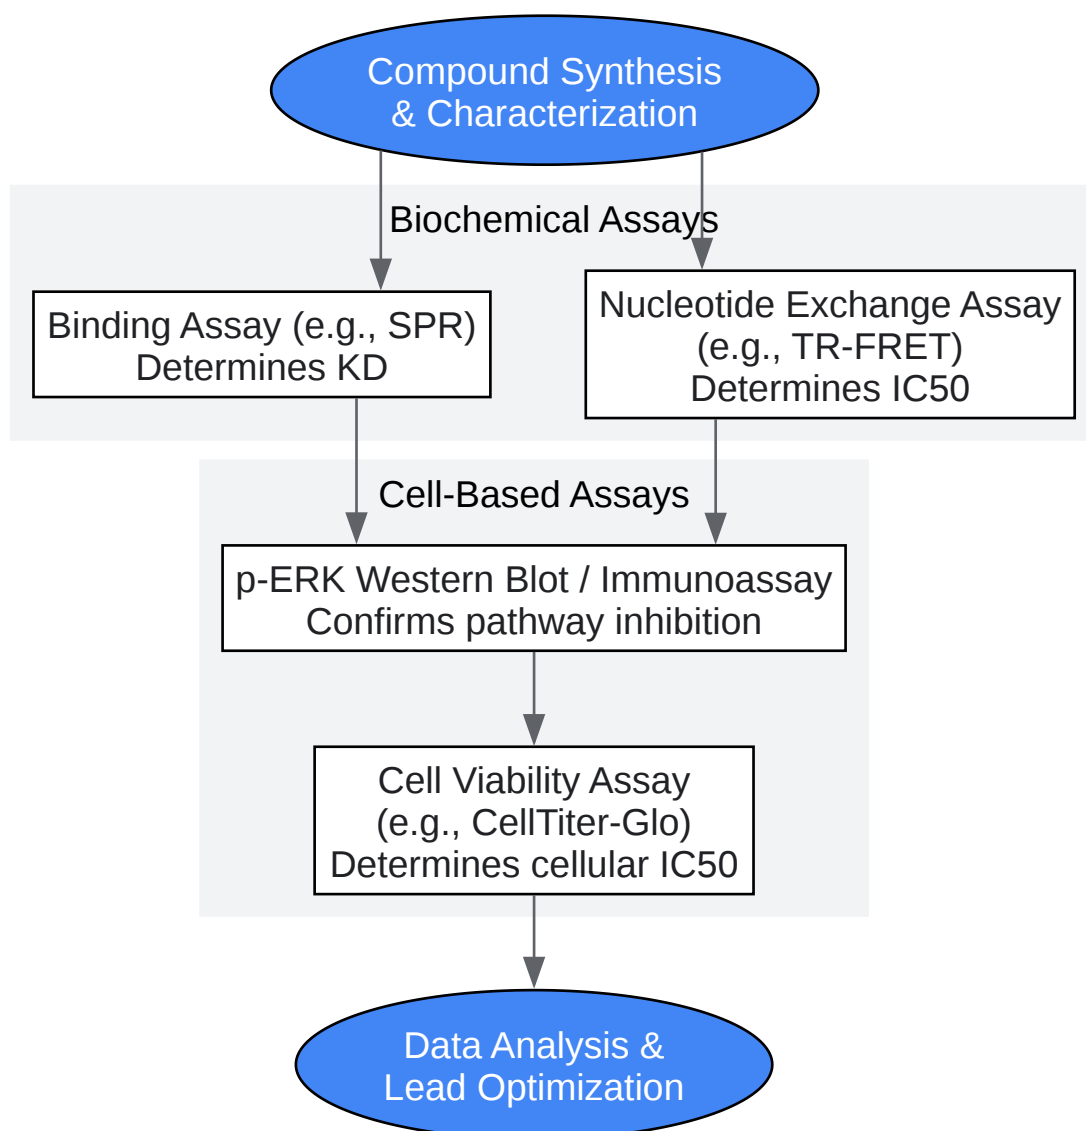 Compound Synthesis
& Characterization
Biochemical Assays
Binding Assay (e.g., SPR)
Determines KD
Nucleotide Exchange Assay
(e.g., TR-FRET)
Determines IC50
Cell-Based Assays
p-ERK Western Blot / Immunoassay
Confirms pathway inhibition
Cell Viability Assay
(e.g., CellTiter-Glo)
Determines cellular IC50
Data Analysis &
Lead Optimization